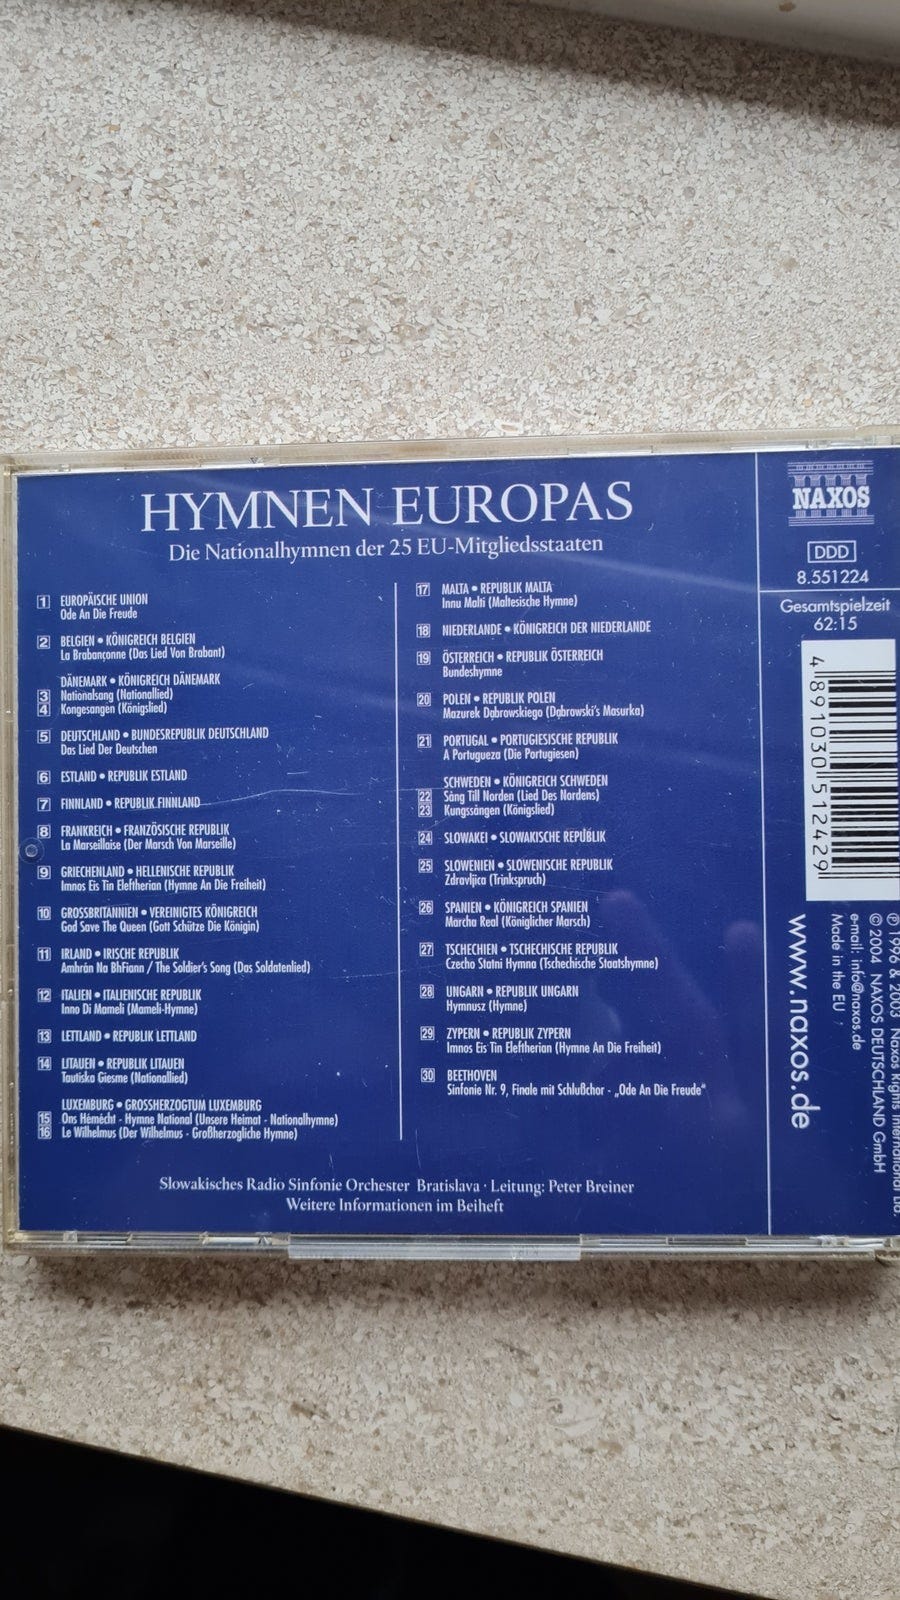 HYMNEN EUROPAS
Die Nationalhymnen der 25 EU-Mitgliedsstaaten
1 EUROPÄISCHE UNION
Ode An Die Freude
2 BELGIEN • KÖNIGREICH BELGIEN
La Brabançonne (Das Lied Von Brabant)
DÄNEMARK • KÖNIGREICH DÄNEMARK
3 Nationalsang (Nationallied)
4 Kongesangen (Königslied)
5 DEUTSCHLAND • BUNDESREPUBLIK DEUTSCHLAND
Das Lied Der Deutschen
6 ESTLAND • REPUBLIK ESTLAND
7 FINNLAND • REPUBLIK FINNLAND
8 FRANKREICH • FRANZÖSISCHE REPUBLIK
La Marseillaise (Der Marsch Von Marseille)
9 GRIECHENLAND • HELLENISCHE REPUBLIK
Imnos Eis Tin Eleftherian (Hymne An Die Freiheit)
10 GROSSBRITANNIEN • VEREINIGTES KÖNIGREICH
God Save The Queen (Gott Schütze Die Königin)
11 IRLAND • IRISCHE REPUBLIK
Amhrán Na BhFiann / The Soldier's Song (Das Soldatenlied)
12 ITALIEN • ITALIENISCHE REPUBLIK
Inno Di Mameli (Mameli-Hymne)
13 LETTLAND • REPUBLIK LETTLAND
14 LITAUEN • REPUBLIK LITAUEN
Tautiska Giesme (Nationallied)
LUXEMBURG • GROSSHERZOGTUM LUXEMBURG
15 Ons Hémécht - Hymne National (Unsere Heimat - Nationalhymne)
16 Le Wilhelmus (Der Wilhelmus - Großherzogliche Hymne)
17 MALTA • REPUBLIK MALTA
Innu Malti (Maltesische Hymne)
18 NIEDERLANDE • KÖNIGREICH DER NIEDERLANDE
19 ÖSTERREICH • REPUBLIK ÖSTERREICH
Bundeshymne
20 POLEN • REPUBLIK POLEN
Mazurek Dąbrowskiego (Dąbrowski's Masurka)
21 PORTUGAL • PORTUGIESISCHE REPUBLIK
A Portugueza (Die Portugiesen)
SCHWEDEN • KÖNIGREICH SCHWEDEN
22 Sång Till Norden (Lied Des Nordens)
23 Kungssången (Königslied)
24 SLOWAKEI • SLOWAKISCHE REPUBLIK
25 SLOWENIEN • SLOWENISCHE REPUBLIK
Zdravljica (Trinkspruch)
26 SPANIEN • KÖNIGREICH SPANIEN
Marcha Real (Königlicher Marsch)
27 TSCHECHIEN • TSCHECHISCHE REPUBLIK
Czecho Statni Hymna (Tschechische Staatshymne)
28 UNGARN • REPUBLIK UNGARN
Hymnusz (Hymne)
29 ZYPERN • REPUBLIK ZYPERN
Imnos Eis Tin Eleftherian (Hymne An Die Freiheit)
30 BEETHOVEN
Sinfonie Nr. 9, Finale mit Schlußchor - „Ode An Die Freude“
Slowakisches Radio Sinfonie Orchester Bratislava · Leitung: Peter Breiner
Weitere Informationen im Beiheft
NAXOS
DDD
8.551224
Gesamtspielzeit
62:15
4 891030 512429
℗ 1996 & 2003 Naxos Rights International Ltd.
© 2004 NAXOS DEUTSCHLAND GmbH
e-mail: info@naxos.de
Made in the EU
www.naxos.de